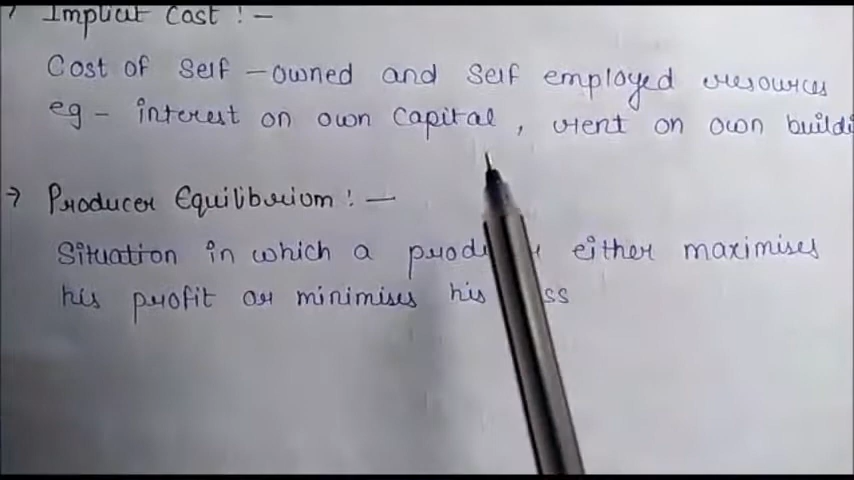 → Implicit Cost : -
Cost of Self - owned and Self employed resources
eg - interest on own Capital , rent on own
→ Producer Equilibrium : -
Situation in which a either maximises
his profit or minimises his